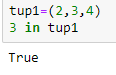 tup1=(2,3,4)
3 in tup1
True